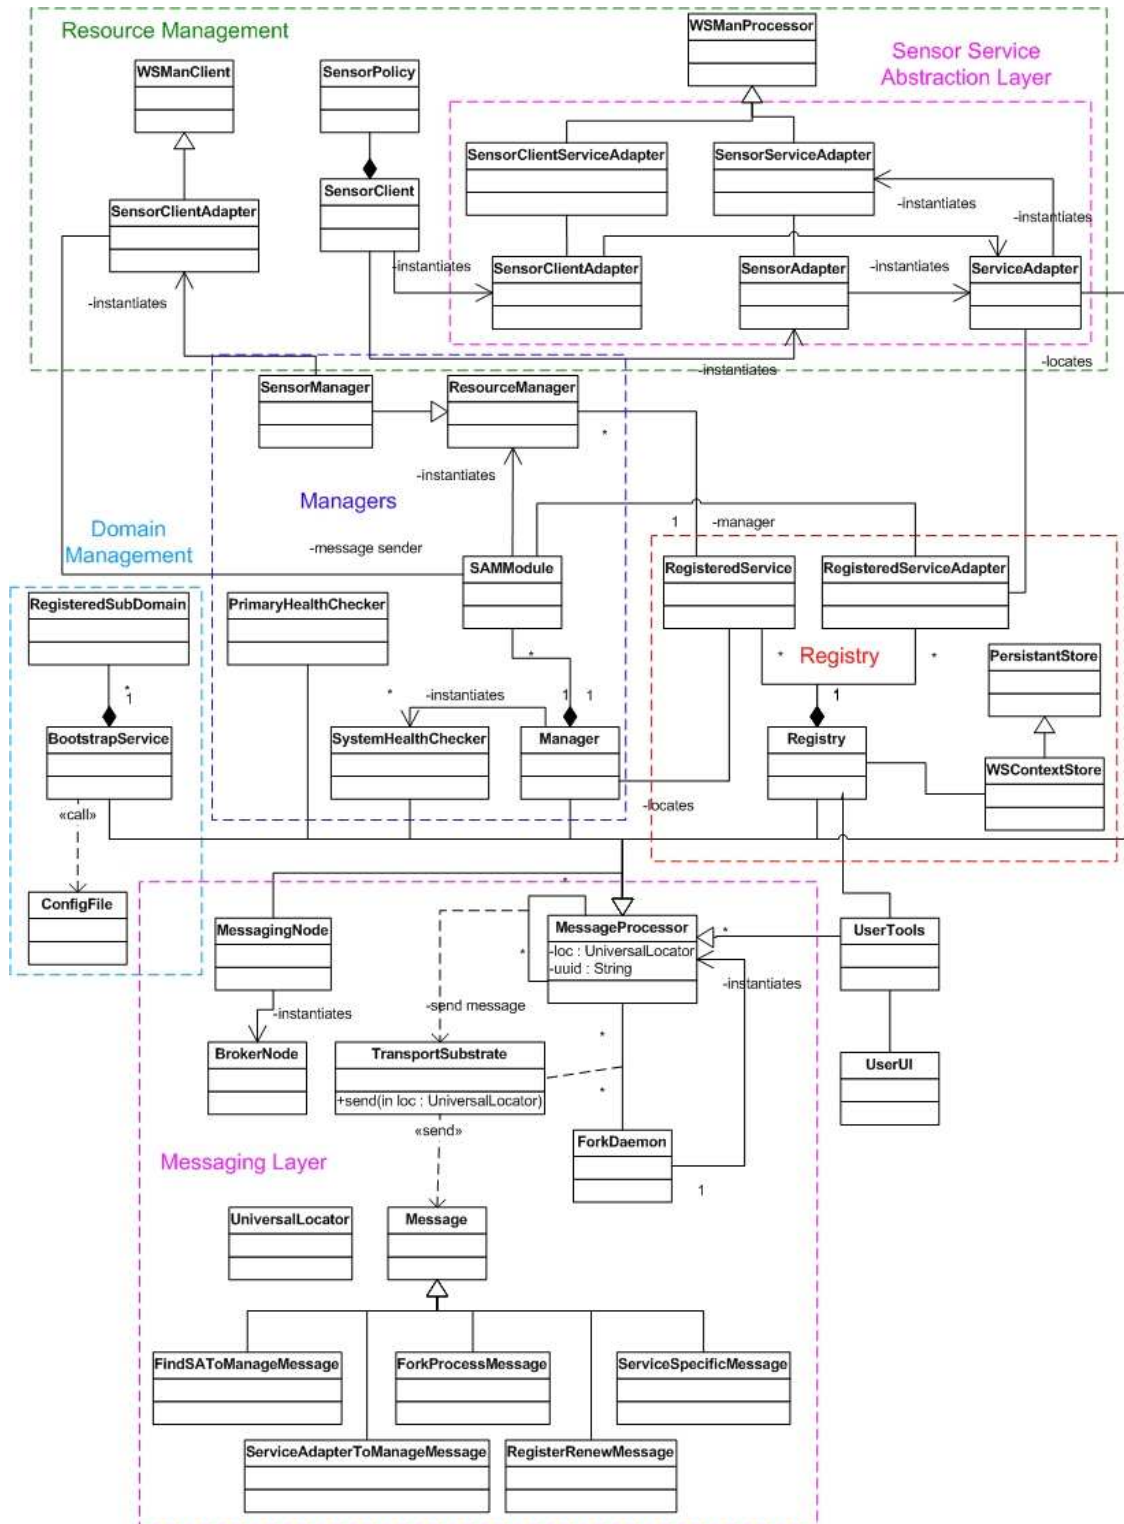 Resource Management
WSManProcessor
Sensor Service
Abstraction Layer
WSManClient
SensorPolicy
SensorClientServiceAdapter
SensorServiceAdapter
SensorClient
SensorClientAdapter
-instantiates
-instantiates
-instantiates
SensorClientAdapter
SensorAdapter
-instantiates
ServiceAdapter
-instantiates
-instantiates
-locates
SensorManager
ResourceManager
*
-instantiates
Managers
1
-manager
Domain
Management
-message sender
SAMModule
RegisteredService
RegisteredServiceAdapter
RegisteredSubDomain
PrimaryHealthChecker
*
*
Registry
*
PersistantStore
*
1
*
-instantiates
1
1
1
BootstrapService
SystemHealthChecker
Manager
Registry
WSContextStore
-locates
«call»
*
ConfigFile
MessagingNode
MessageProcessor
*
UserTools
-loc : UniversalLocator
*
-uuid : String
-instantiates
-send message
-instantiates
*
BrokerNode
TransportSubstrate
UserUI
*
+send(in loc : UniversalLocator)
«send»
ForkDaemon
Messaging Layer
1
UniversalLocator
Message
FindSAToManageMessage
ForkProcessMessage
ServiceSpecificMessage
ServiceAdapterToManageMessage
RegisterRenewMessage